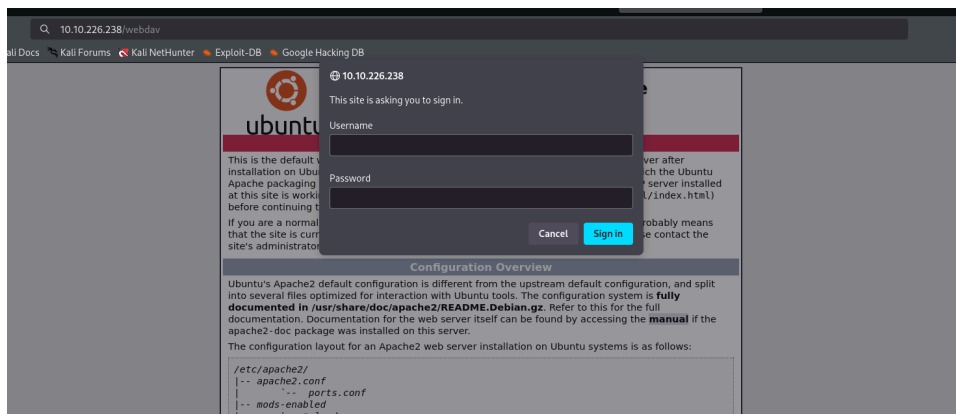 10.10.226.238/webdav
ali Docs Kali Forums Kali NetHunter Exploit-DB Google Hacking DB
10.10.226.238
This site is asking you to sign in.
Username
Password
Cancel Sign in
ubuntu
This is the default ver after
installation on Ubu ch the Ubuntu
Apache packaging server installed
at this site is worki l/index.html)
before continuing t
If you are a normal robably means
that the site is curr se contact the
site's administrator
Configuration Overview
Ubuntu's Apache2 default configuration is different from the upstream default configuration, and split
into several files optimized for interaction with Ubuntu tools. The configuration system is fully
documented in /usr/share/doc/apache2/README.Debian.gz. Refer to this for the full
documentation. Documentation for the web server itself can be found by accessing the manual if the
apache2-doc package was installed on this server.
The configuration layout for an Apache2 web server installation on Ubuntu systems is as follows:
/etc/apache2/
|-- apache2.conf
| `-- ports.conf
|-- mods-enabled